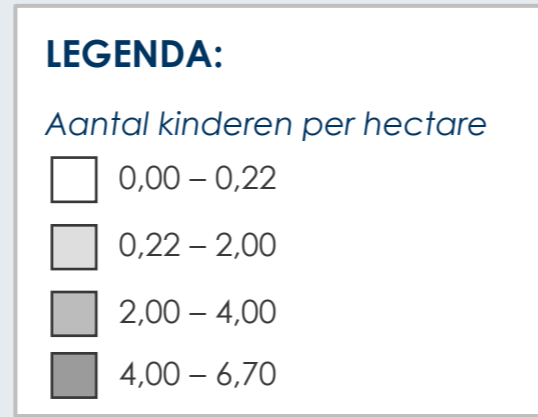 LEGENDA:
Aantal kinderen per hectare
0,00 – 0,22
0,22 – 2,00
2,00 – 4,00
4,00 – 6,70